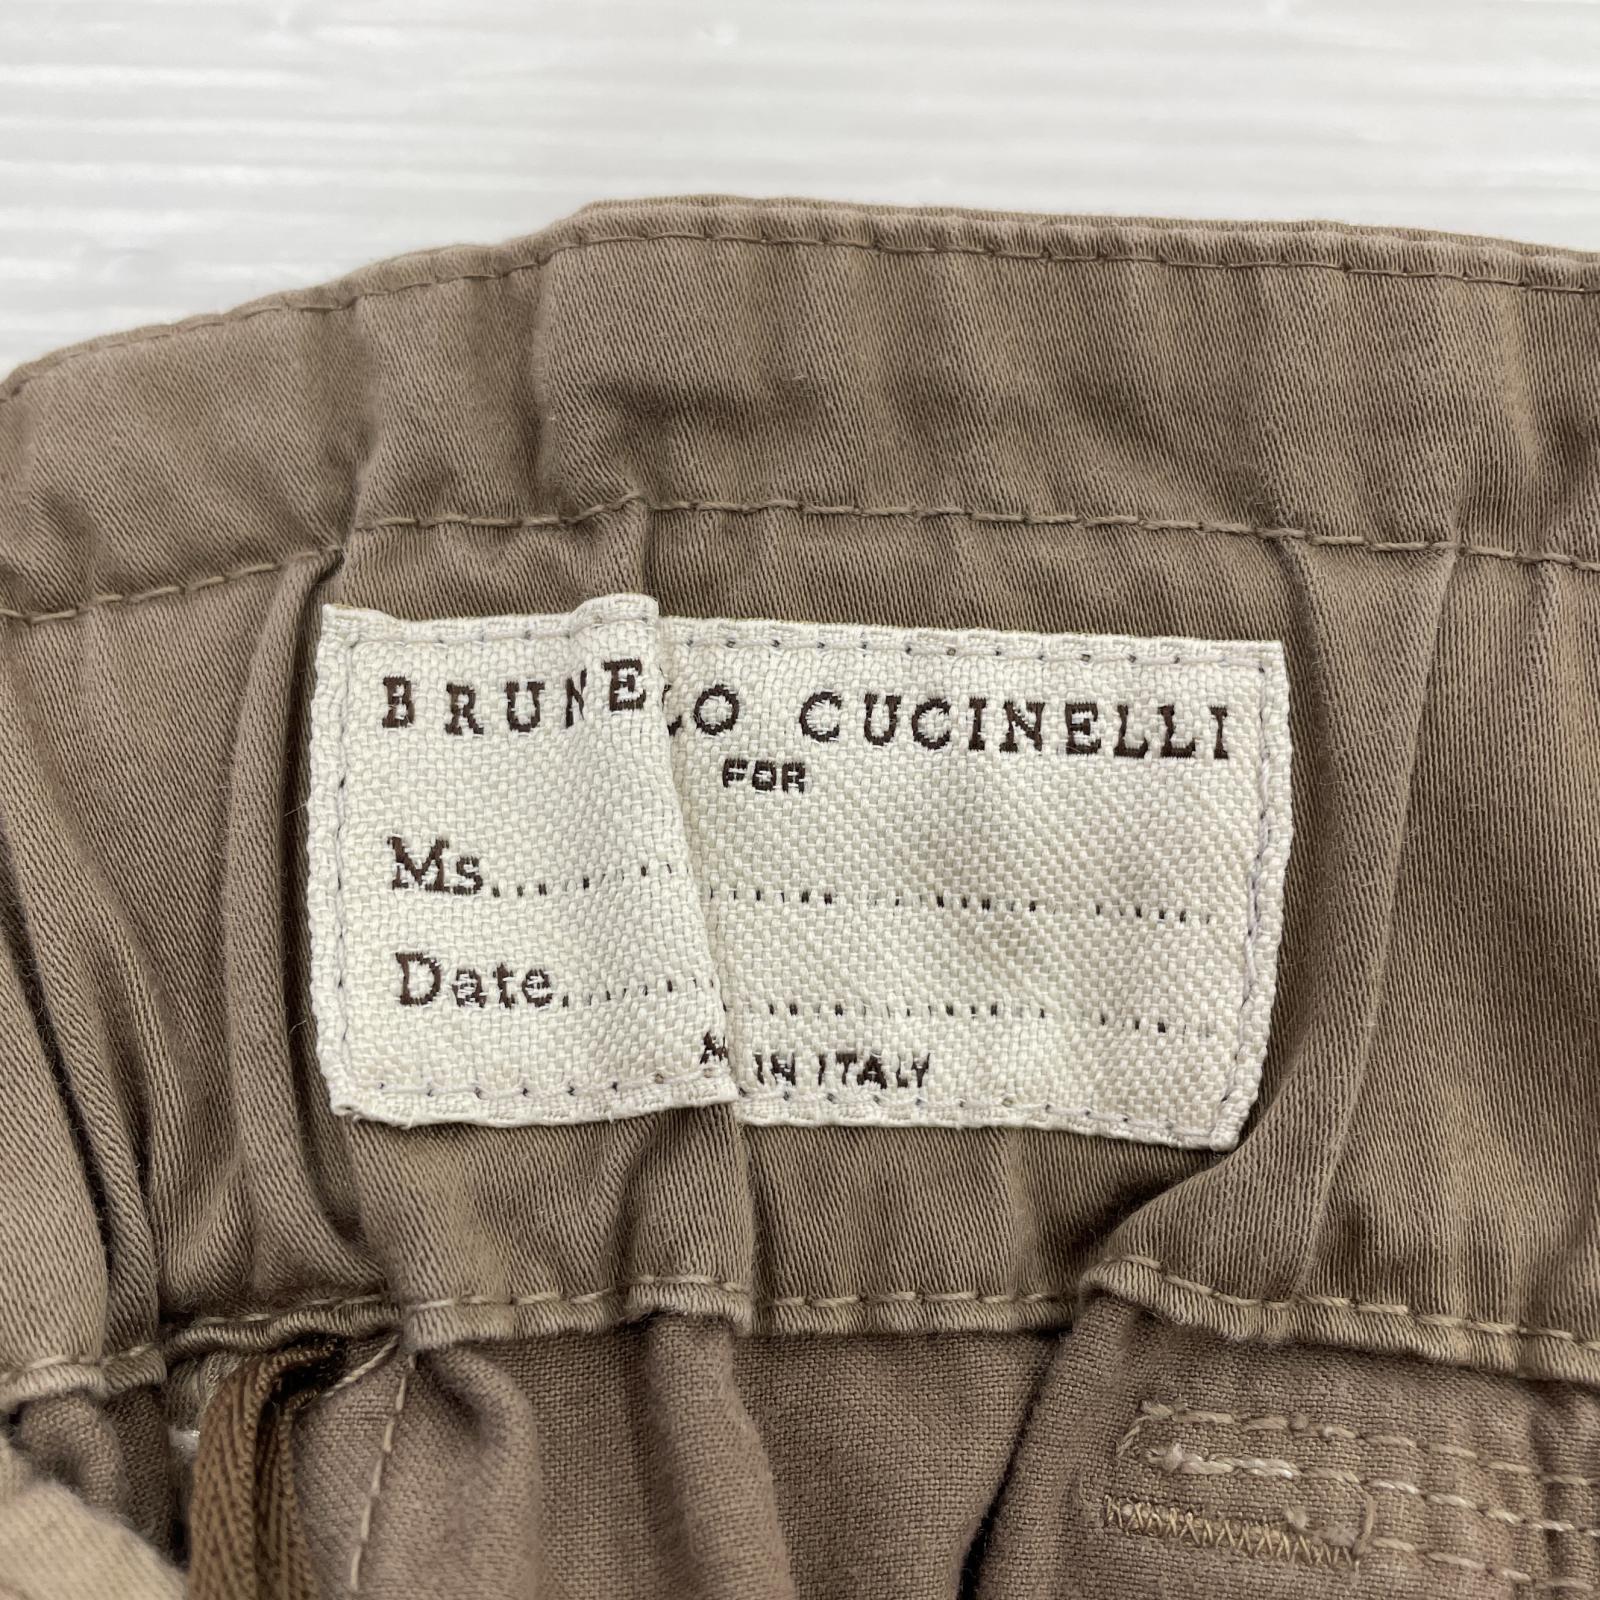 BRUNELLO CUCINELLI
FOR
Ms....................................
Date....................................
IN ITALY